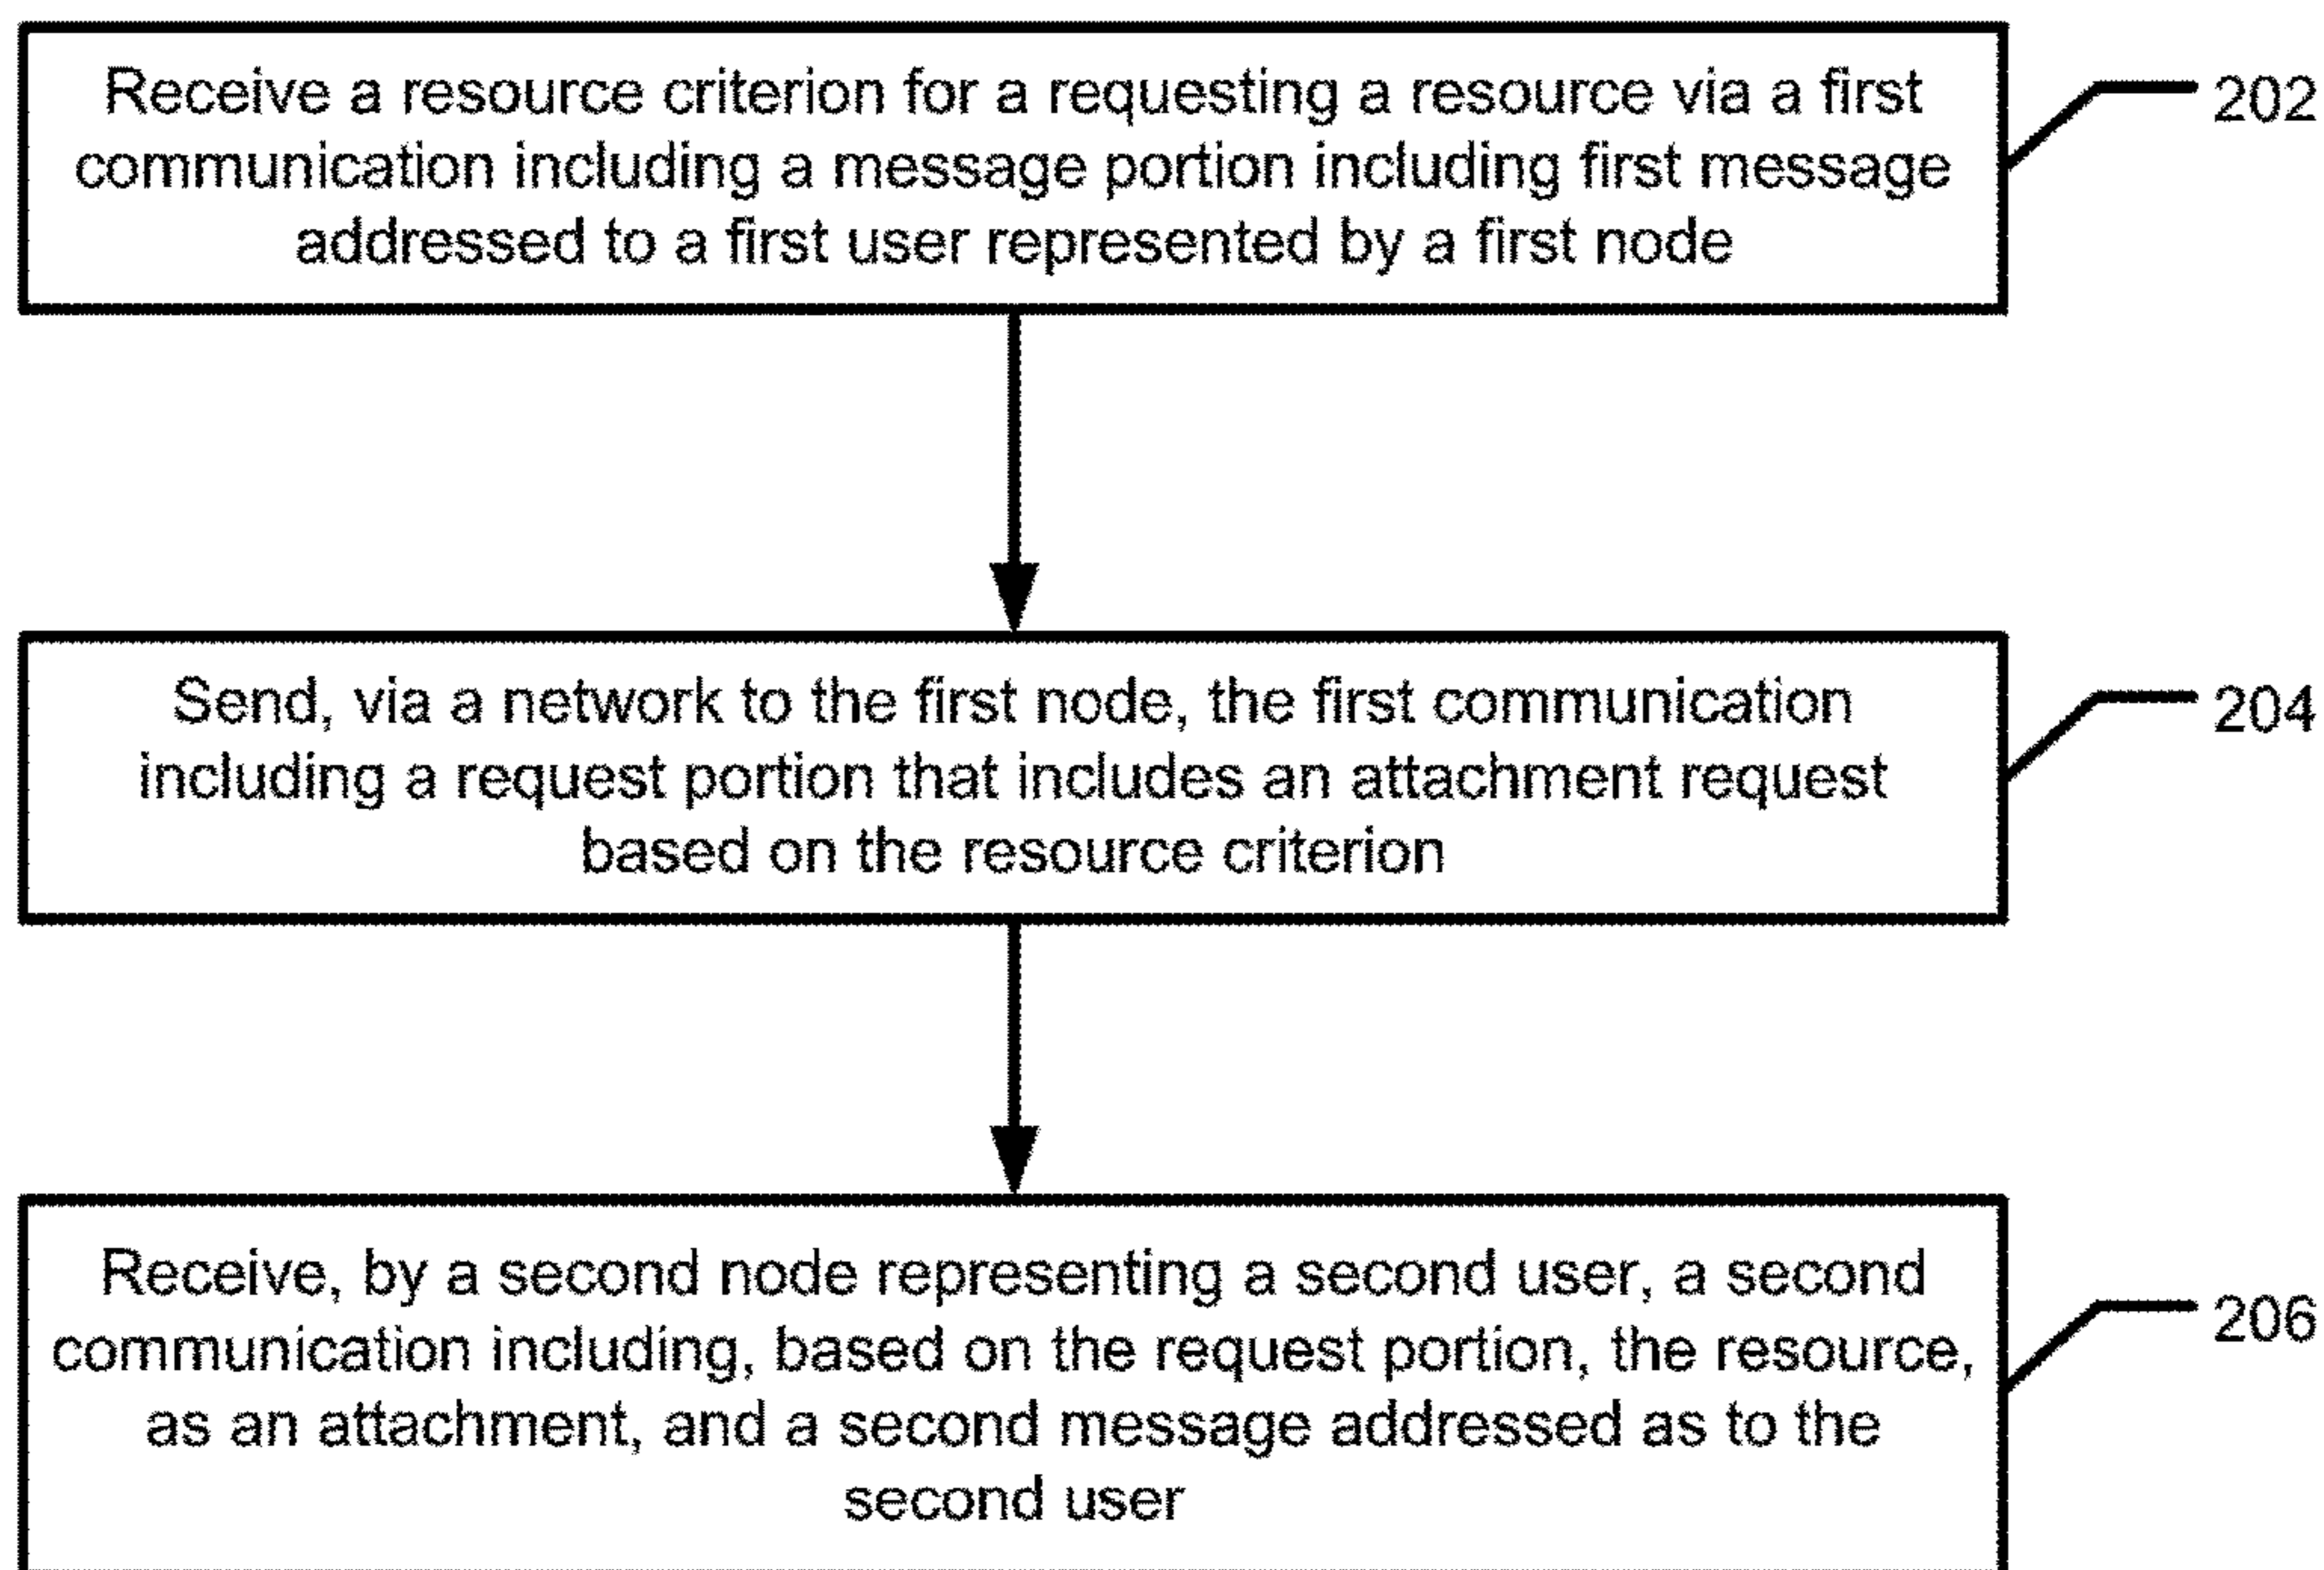 Receive a resource criterion for a requesting a resource via a first
communication including a message portion including first message
addressed to a first user represented by a first node
202
Send, via a network to the first node, the first communication
including a request portion that includes an attachment request
based on the resource criterion
204
Receive, by a second node representing a second user, a second
communication including, based on the request portion, the resource,
as an attachment, and a second message addressed as to the
second user
206